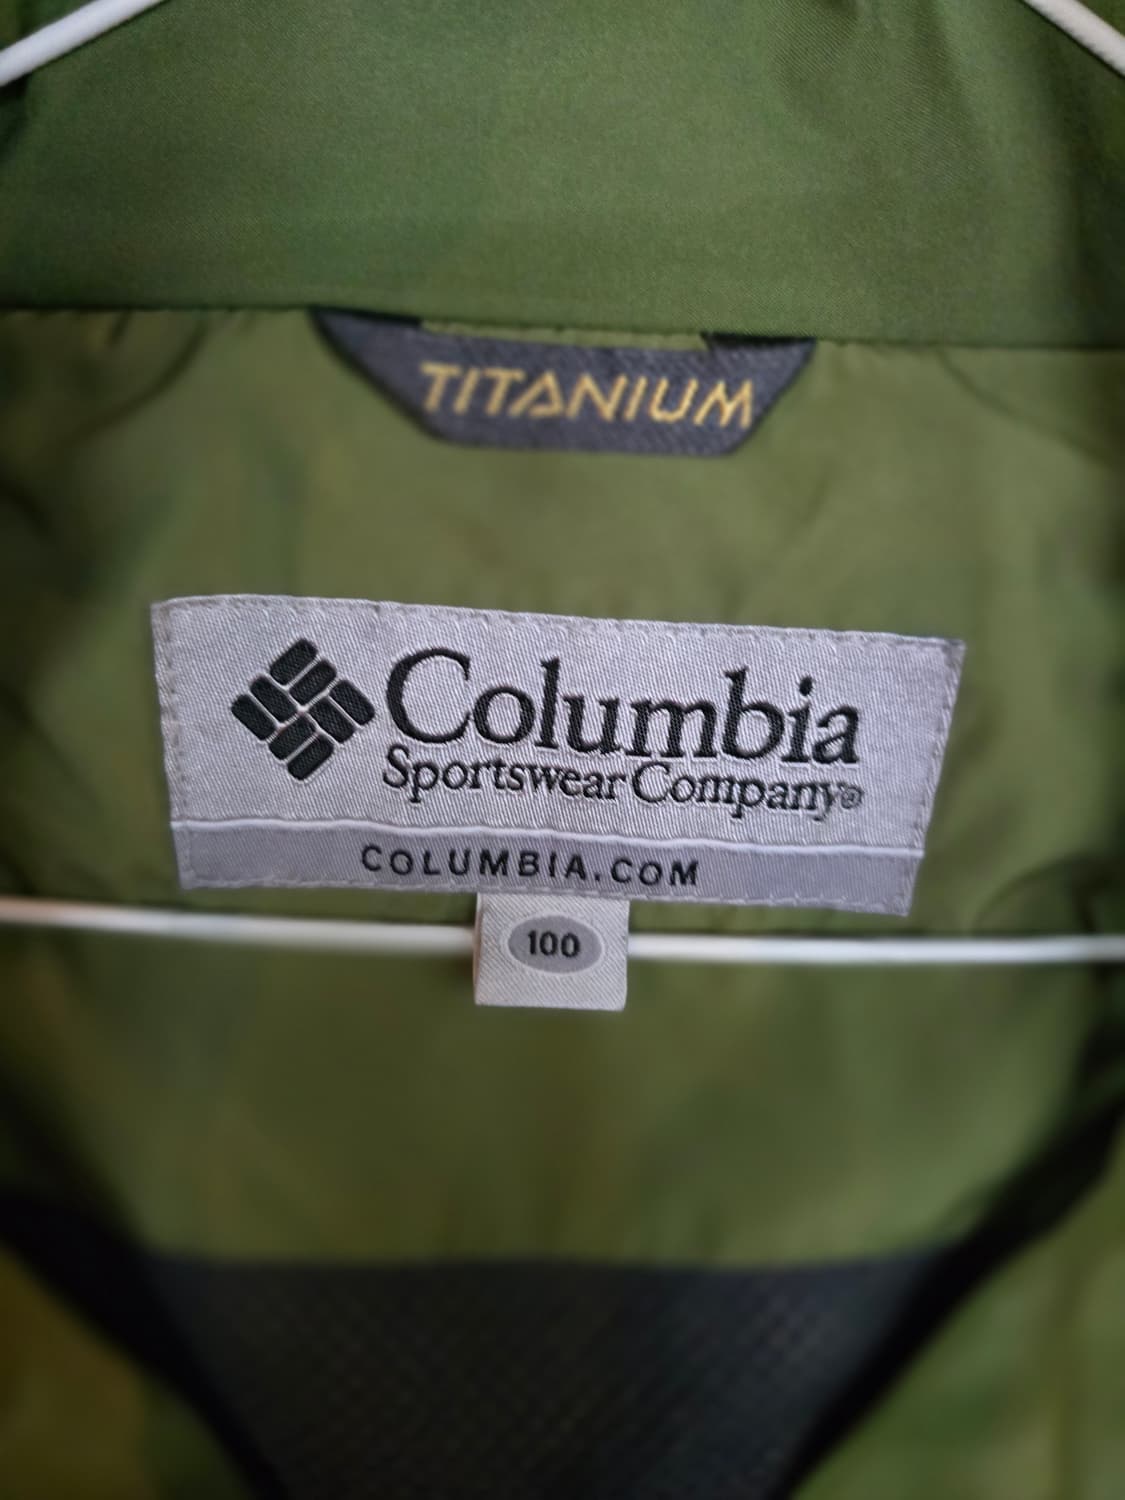 TITANIUM
Columbia
Sportswear Company®
COLUMBIA.COM
100